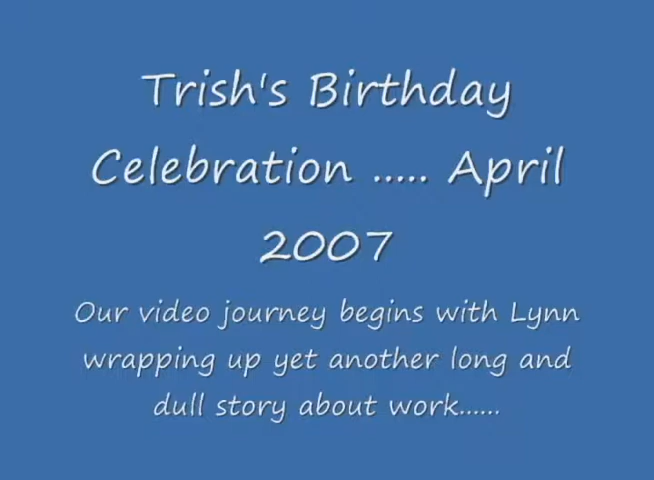 Trish's Birthday
Celebration ..... April
2007
Our video journey begins with Lynn
wrapping up yet another long and
dull story about work......